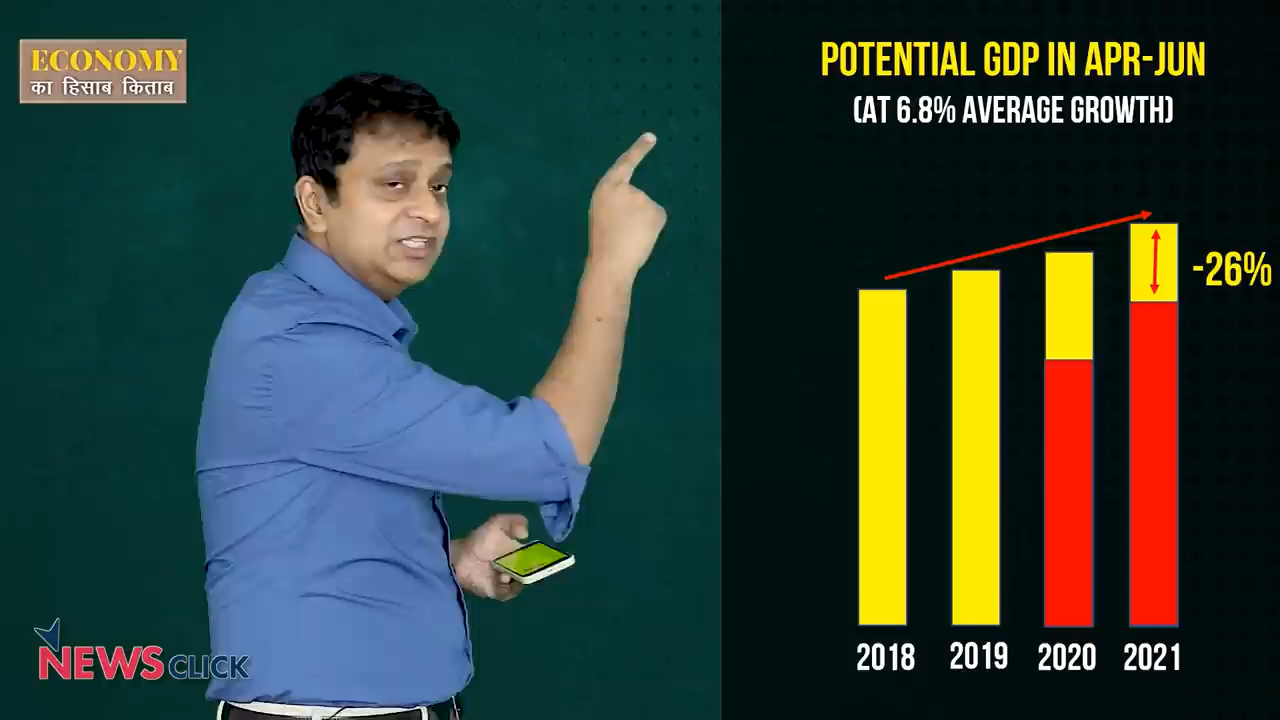 ECONOMY
का हिसाब किताब
POTENTIAL GDP IN APR-JUN
(AT 6.8% AVERAGE GROWTH)
-26%
2018 2019 2020 2021
NEWSCLICK